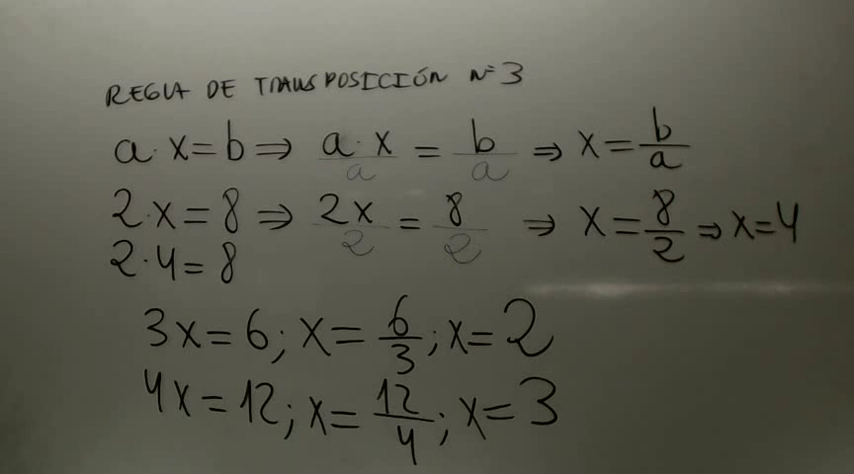 REGLA DE TRANSPOSICIÓN Nº3
a·x=b⇒ a·x/a = b/a ⇒ x=b/a
2·x=8⇒ 2x/2 = 8/2 ⇒ x=8/2 ⇒ x=4
2·4=8
3x=6; x=6/3; x=2
4x=12; x=12/4; x=3